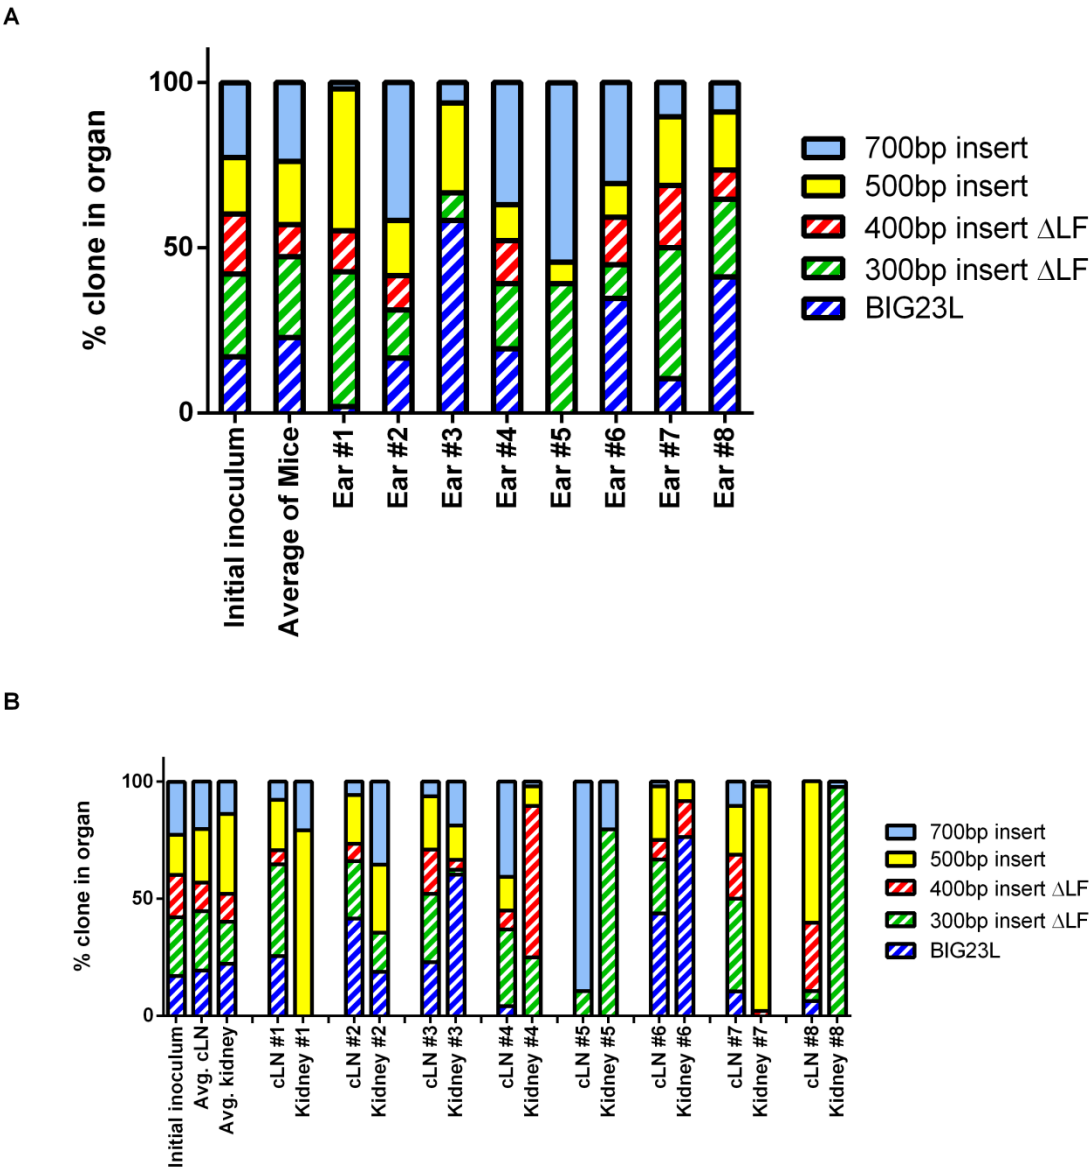 A
% clone in organ
100
50
0
Initial inoculum
Average of Mice
Ear #1
Ear #2
Ear #3
Ear #4
Ear #5
Ear #6
Ear #7
Ear #8
700bp insert
500bp insert
400bp insert ΔLF
300bp insert ΔLF
BIG23L
B
% clone in organ
100
50
0
Initial inoculum
Avg. cLN
Avg. kidney
cLN #1
Kidney #1
cLN #2
Kidney #2
cLN #3
Kidney #3
cLN #4
Kidney #4
cLN #5
Kidney #5
cLN #6
Kidney #6
cLN #7
Kidney #7
cLN #8
Kidney #8
700bp insert
500bp insert
400bp insert ΔLF
300bp insert ΔLF
BIG23L